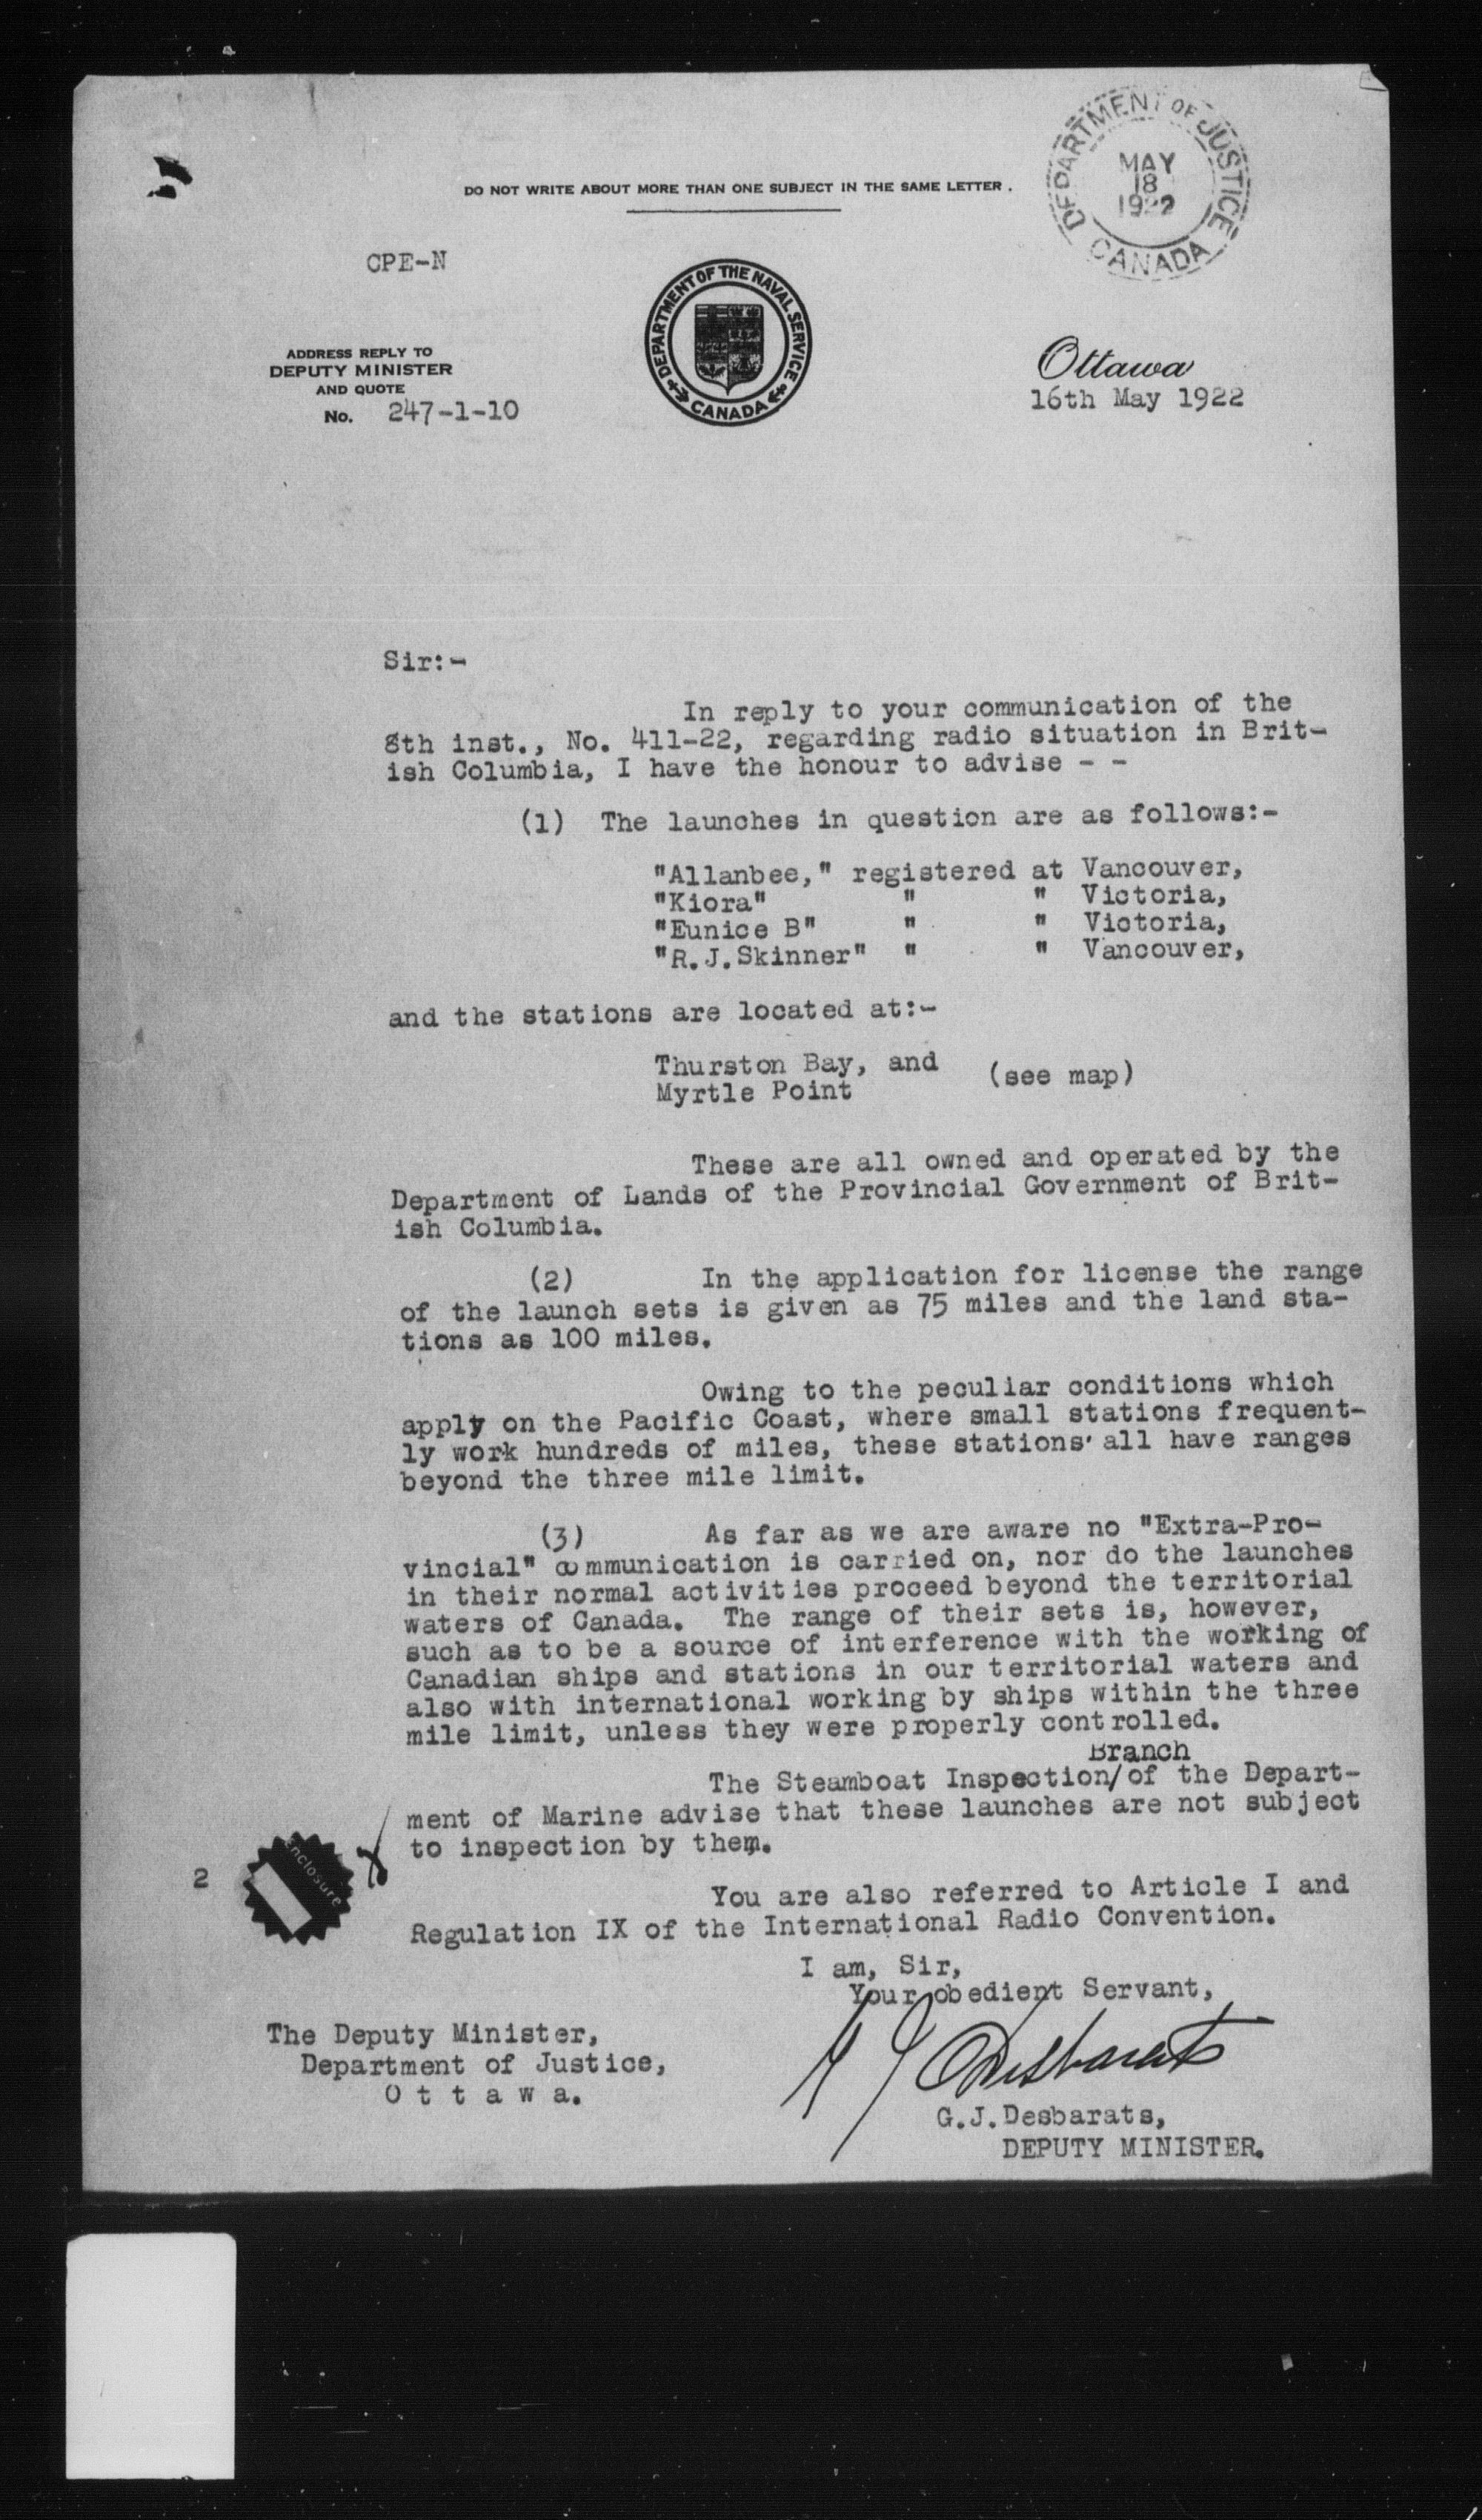 DEPARTMENT OF JUSTICE
MAY
18
1922
CANADA
DO NOT WRITE ABOUT MORE THAN ONE SUBJECT IN THE SAME LETTER.
CPE-N
DEPARTMENT OF THE NAVAL SERVICE
CANADA
ADDRESS REPLY TO
DEPUTY MINISTER
AND QUOTE
No. 247-1-10
Ottawa
16th May 1922
Sir:-
In reply to your communication of the
8th inst., No. 411-22, regarding radio situation in Brit-
ish Columbia, I have the honour to advise - -
(1) The launches in question are as follows:-
"Allanbee," registered at Vancouver,
"Kiora" " " Victoria,
"Eunice B" " " Victoria,
"R.J.Skinner" " " Vancouver,
and the stations are located at:-
Thurston Bay, and
Myrtle Point
(see map)
These are all owned and operated by the
Department of Lands of the Provincial Government of Brit-
ish Columbia.
(2) In the application for license the range
of the launch sets is given as 75 miles and the land sta-
tions as 100 miles.
Owing to the peculiar conditions which
apply on the Pacific Coast, where small stations frequent-
ly work hundreds of miles, these stations' all have ranges
beyond the three mile limit.
(3) As far as we are aware no "Extra-Pro-
vincial" communication is carried on, nor do the launches
in their normal activities proceed beyond the territorial
waters of Canada. The range of their sets is, however,
such as to be a source of interference with the working of
Canadian ships and stations in our territorial waters and
also with international working by ships within the three
mile limit, unless they were properly controlled.
Branch
The Steamboat Inspection/of the Depart-
ment of Marine advise that these launches are not subject
to inspection by them.
2
enclosure
You are also referred to Article I and
Regulation IX of the International Radio Convention.
I am, Sir,
Your obedient Servant,
G J Desbarats
G.J.Desbarats,
DEPUTY MINISTER.
The Deputy Minister,
Department of Justice,
O t t a w a.